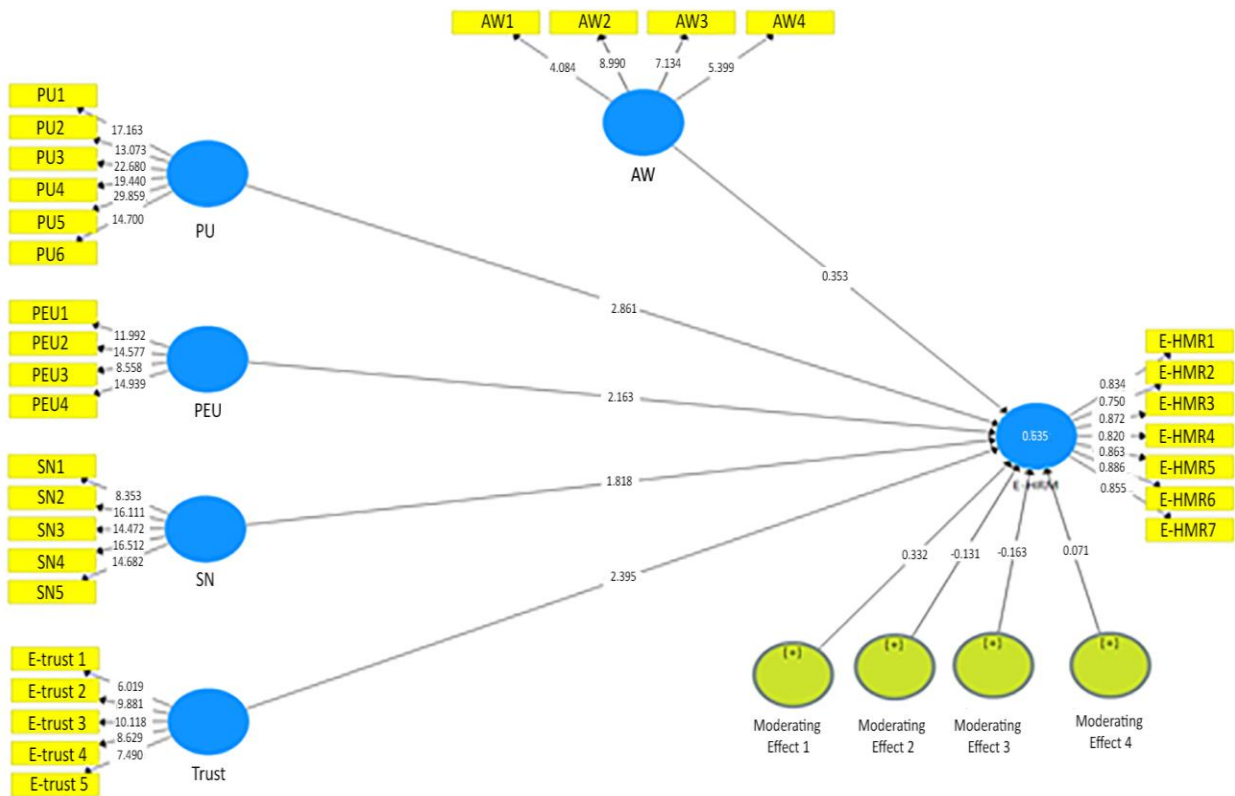 AW1
AW2
AW3
AW4
4.084
8.990
7.134
5.399
AW
PU1
PU2
PU3
PU4
PU5
PU6
17.163
13.073
22.680
19.440
29.859
14.700
PU
0.353
2.861
PEU1
PEU2
PEU3
PEU4
11.992
14.577
8.558
14.939
PEU
2.163
E-HMR1
E-HMR2
E-HMR3
E-HMR4
E-HMR5
E-HMR6
E-HMR7
0.834
0.750
0.872
0.820
0.863
0.886
0.855
0.635
E-HRM
SN1
SN2
SN3
SN4
SN5
8.353
16.111
14.472
16.512
14.682
SN
1.818
E-trust 1
E-trust 2
E-trust 3
E-trust 4
E-trust 5
6.019
9.881
10.118
8.629
7.490
Trust
2.395
0.332
-0.131
-0.163
0.071
[+]
[+]
[+]
[+]
Moderating
Effect 1
Moderating
Effect 2
Moderating
Effect 3
Moderating
Effect 4